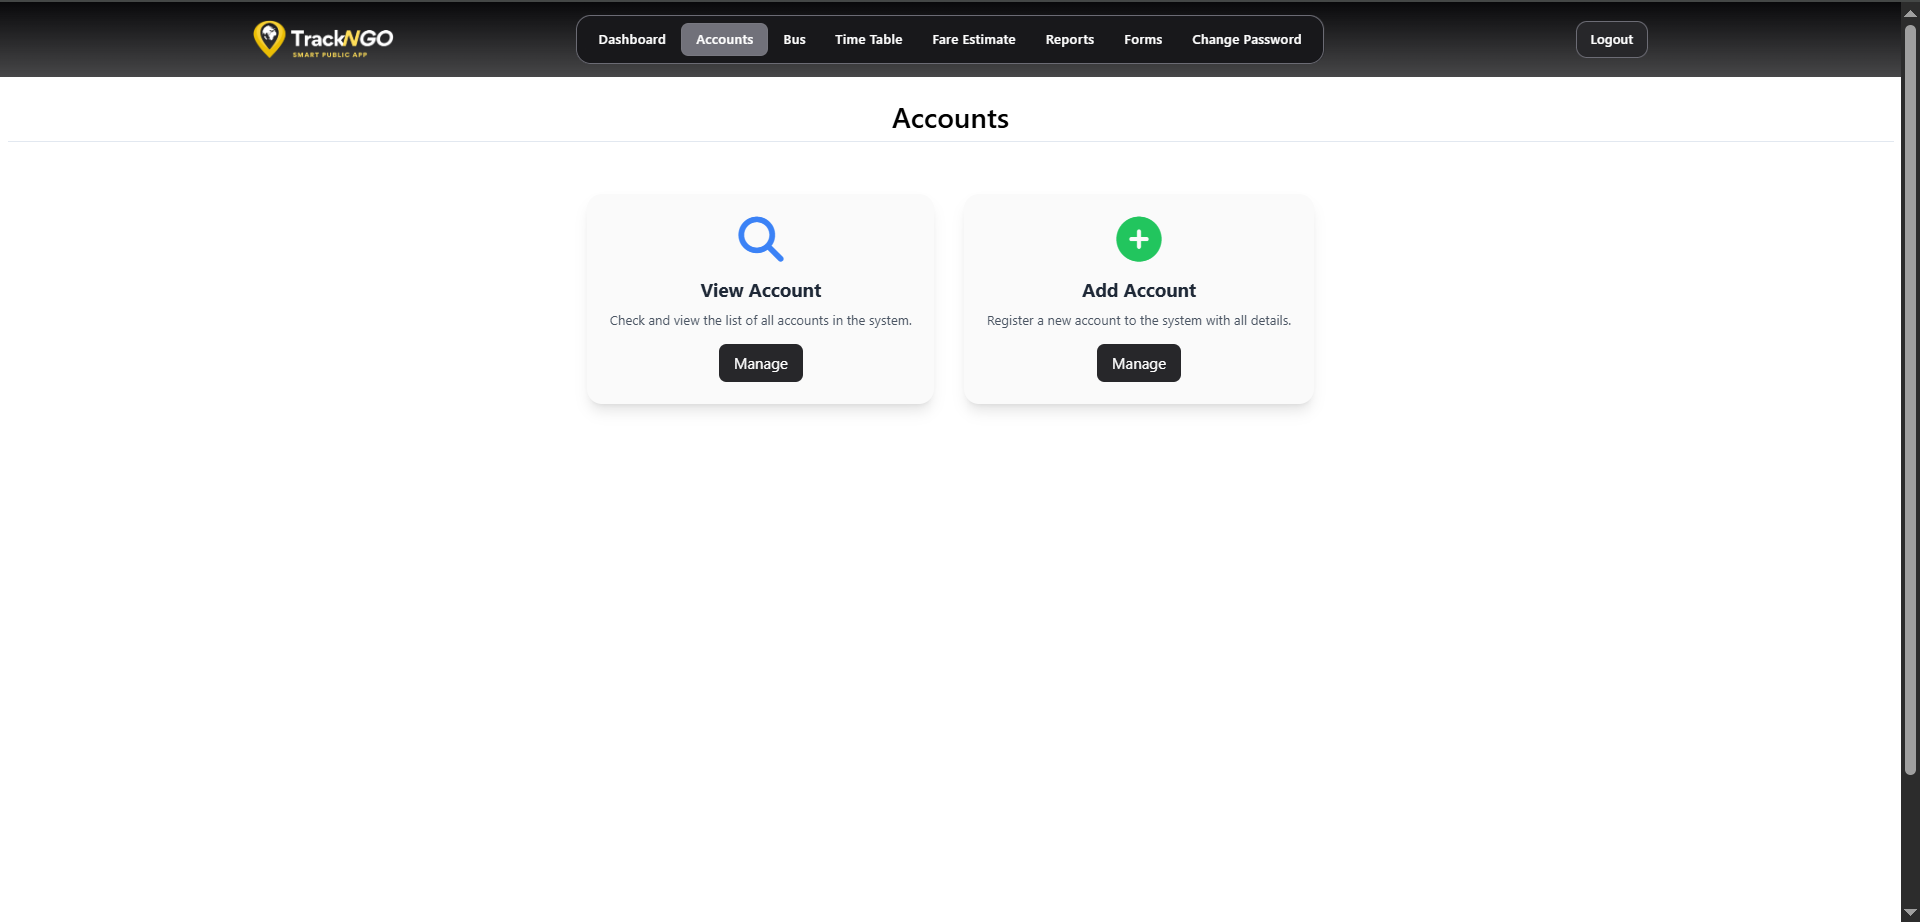 TrackNGO
SMART PUBLIC APP
Dashboard Accounts Bus Time Table Fare Estimate Reports Forms Change Password
Logout
Accounts
View Account
Check and view the list of all accounts in the system.
Manage
Add Account
Register a new account to the system with all details.
Manage